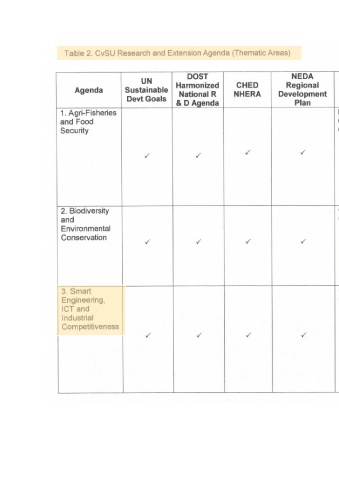 Table 2. CvSU Research and Extension Agenda (Thematic Areas)
Agenda
UN
Sustainable
Devt Goals
DOST
Harmonized
National R
& D Agenda
CHED
NHERA
NEDA
Regional
Development
Plan
1. Agri-Fisheries
and Food
Security
✓ ✓ ✓ ✓
2. Biodiversity
and
Environmental
Conservation
✓ ✓ ✓ ✓
3. Smart
Engineering,
ICT and
Industrial
Competitiveness
✓ ✓ ✓ ✓